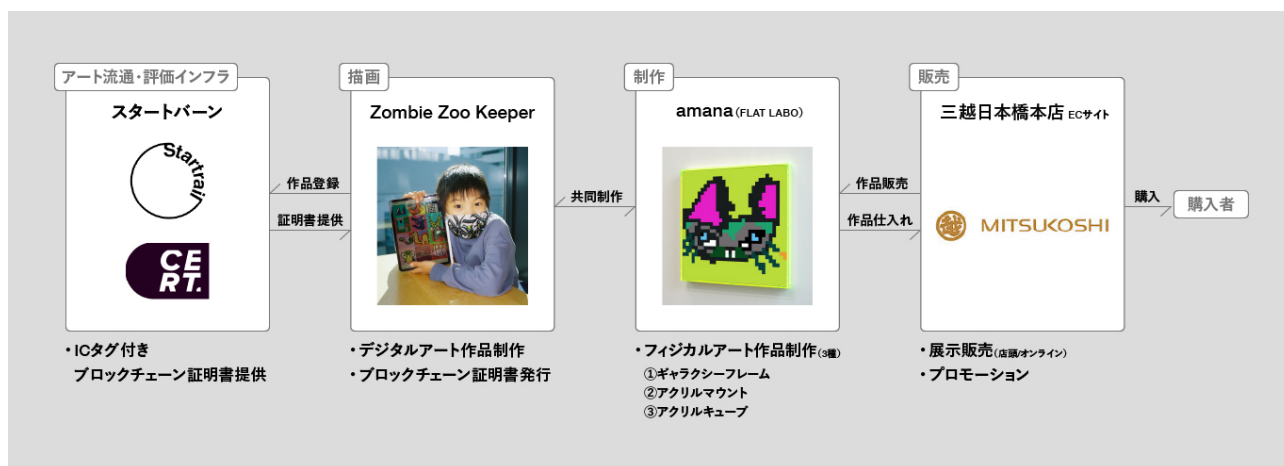 アート流通・評価インフラ
スタートバーン
Startrail
CE
RT.
・ICタグ付き
ブロックチェーン証明書提供
作品登録
証明書提供
描画
Zombie Zoo Keeper
・デジタルアート作品制作
・ブロックチェーン証明書発行
共同制作
制作
amana (FLAT LABO)
・フィジカルアート作品制作(3種)
①ギャラクシーフレーム
②アクリルマウント
③アクリルキューブ
作品販売
作品仕入れ
販売
三越日本橋本店 ECサイト
越 MITSUKOSHI
・展示販売(店頭/オンライン)
・プロモーション
購入
購入者